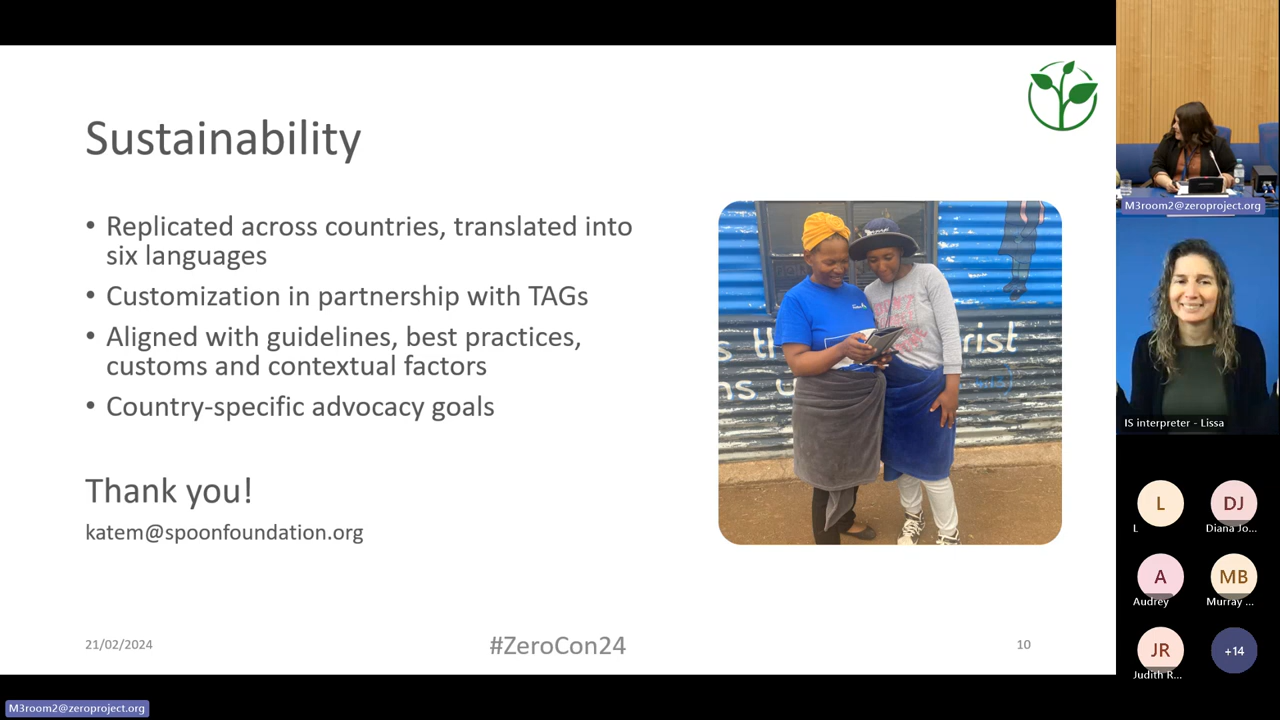 Sustainability
• Replicated across countries, translated into
six languages
• Customization in partnership with TAGs
• Aligned with guidelines, best practices,
customs and contextual factors
• Country-specific advocacy goals
Thank you!
katem@spoonfoundation.org
21/02/2024
#ZeroCon24
10
M3room2@zeroproject.org
M3room2@zeroproject.org
IS interpreter - Lissa
L
L
DJ
Diana Jo...
A
Audrey
MB
Murray ...
JR
Judith R...
+14